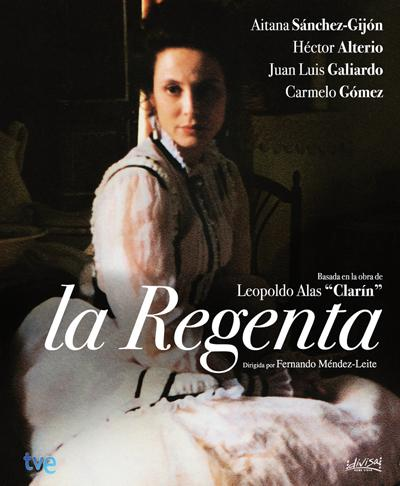 Aitana Sánchez-Gijón
Héctor Alterio
Juan Luis Galiardo
Carmelo Gómez
Basada en la obra de
Leopoldo Alas “Clarín”
la Regenta
Dirigida por Fernando Méndez-Leite
tve
divisa